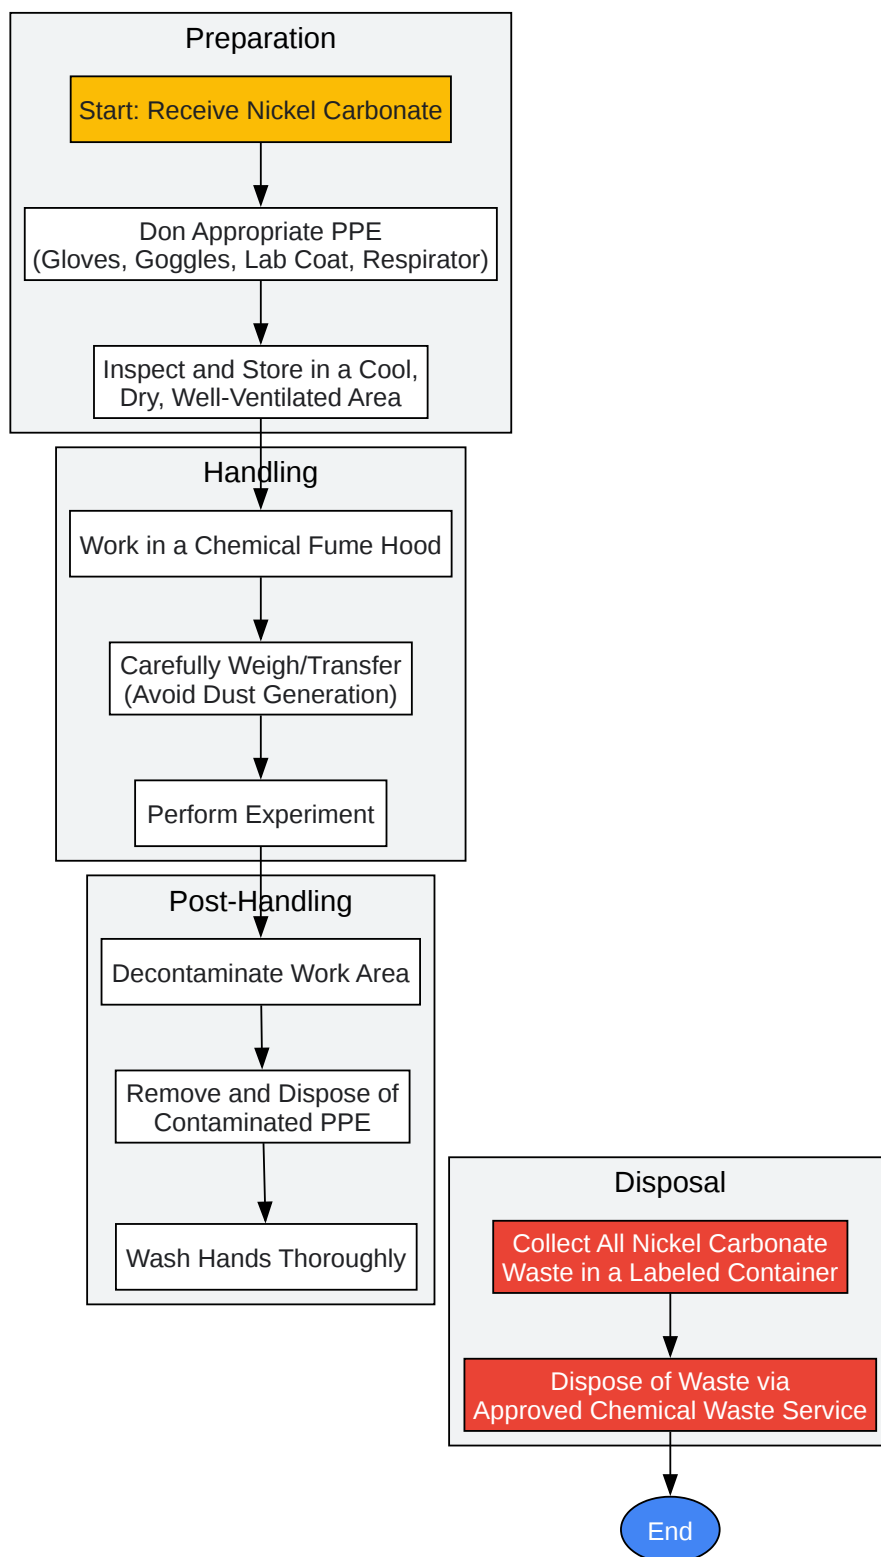 Preparation
Start: Receive Nickel Carbonate
Don Appropriate PPE
(Gloves, Goggles, Lab Coat, Respirator)
Inspect and Store in a Cool,
Dry, Well-Ventilated Area
Handling
Work in a Chemical Fume Hood
Carefully Weigh/Transfer
(Avoid Dust Generation)
Perform Experiment
Post-Handling
Decontaminate Work Area
Remove and Dispose of
Contaminated PPE
Wash Hands Thoroughly
Disposal
Collect All Nickel Carbonate
Waste in a Labeled Container
Dispose of Waste via
Approved Chemical Waste Service
End